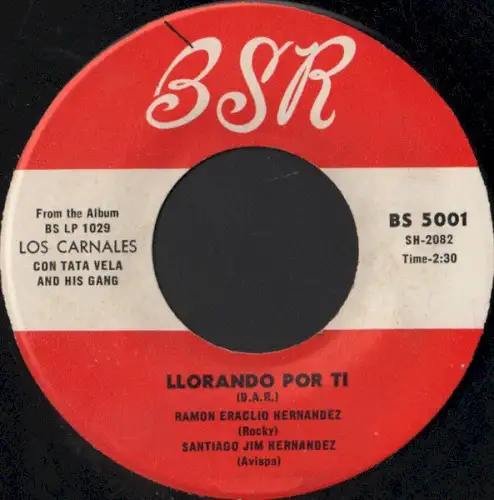 BSR
From the Album
BS LP 1029
LOS CARNALES
CON TATA VELA
AND HIS GANG
BS 5001
SH-2082
Time-2:30
LLORANDO POR TI
(D.A.R.)
RAMON ERACLIO HERNANDEZ
(Rocky)
SANTIAGO JIM HERNANDEZ
(Avispa)